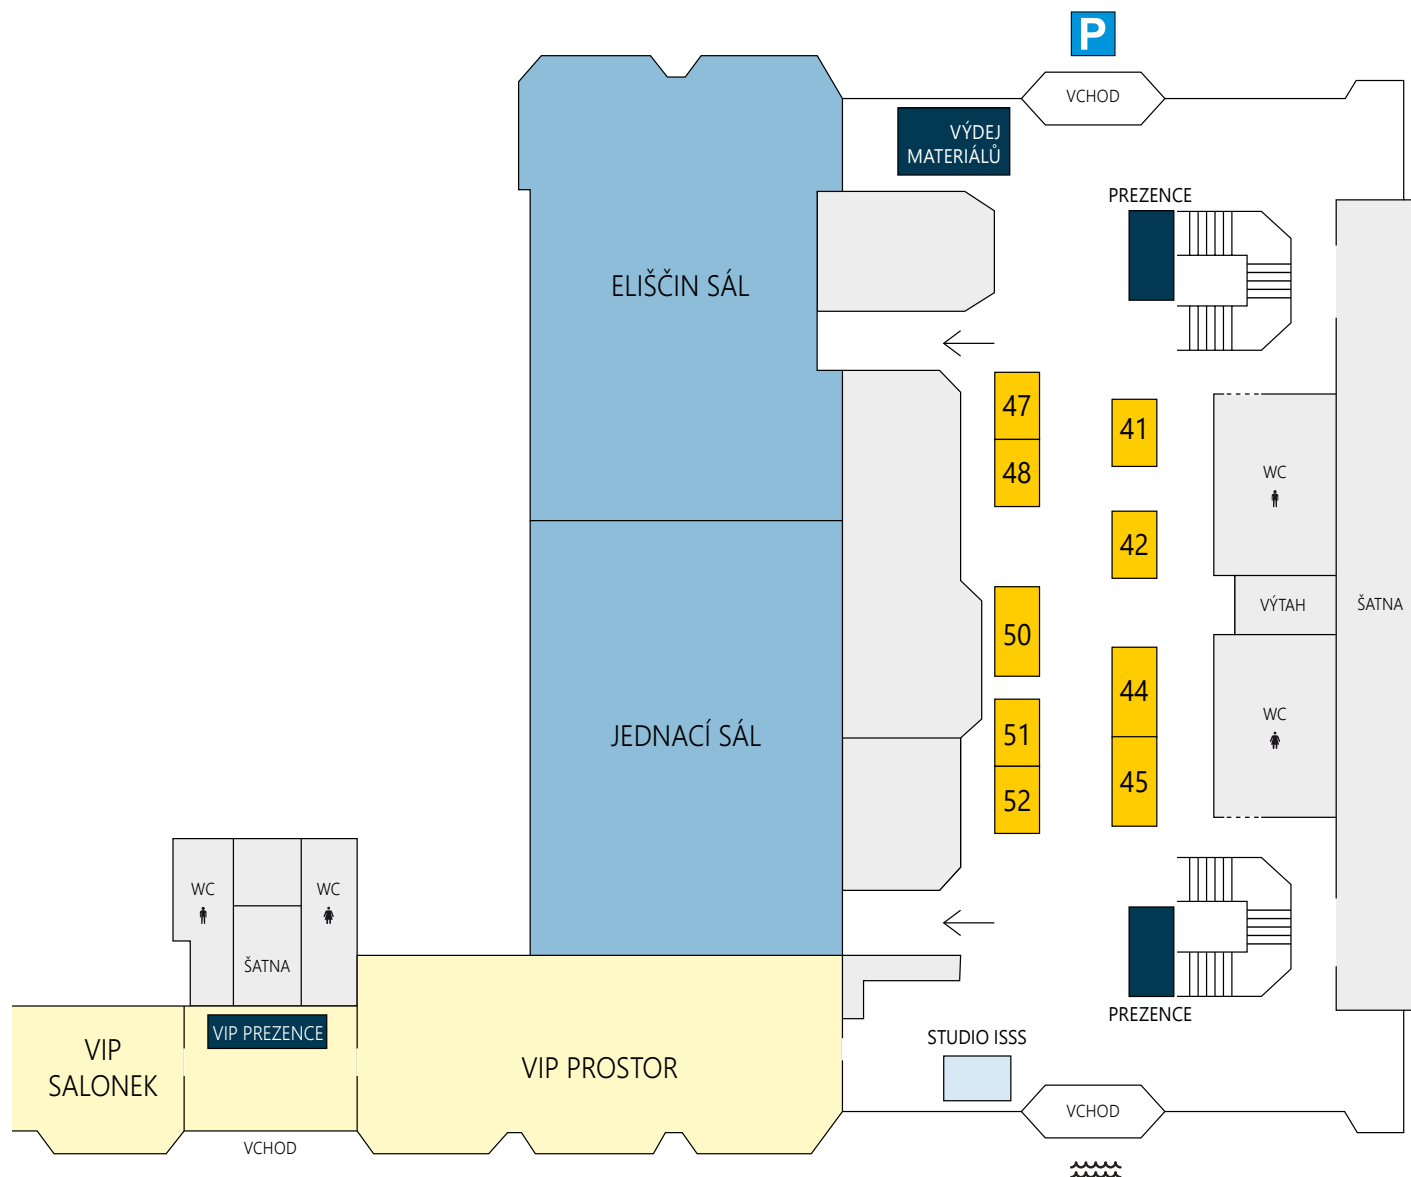 P
VCHOD
VÝDEJ
MATERIÁLŮ
PREZENCE
ELIŠČIN SÁL
47
41
48
WC
42
50
VÝTAH
ŠATNA
44
51
JEDNACÍ SÁL
WC
45
52
WC
WC
ŠATNA
PREZENCE
VIP PREZENCE
STUDIO ISSS
VIP
SALONEK
VIP PROSTOR
VCHOD
VCHOD